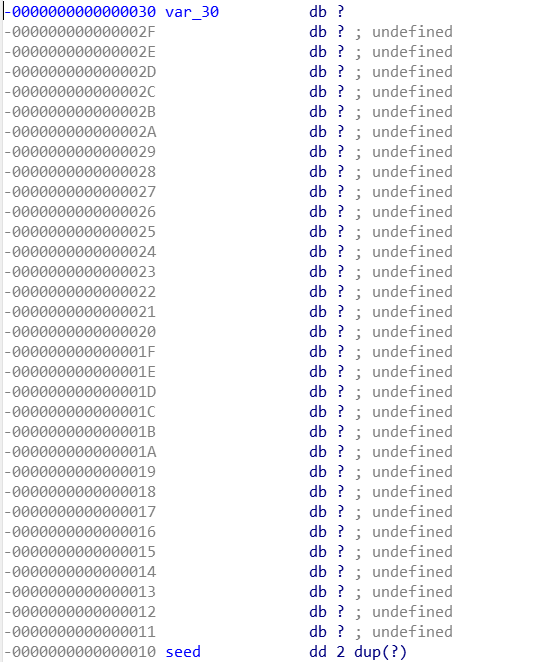 -0000000000000030 var_30 db ?
-000000000000002F db ? ; undefined
-000000000000002E db ? ; undefined
-000000000000002D db ? ; undefined
-000000000000002C db ? ; undefined
-000000000000002B db ? ; undefined
-000000000000002A db ? ; undefined
-0000000000000029 db ? ; undefined
-0000000000000028 db ? ; undefined
-0000000000000027 db ? ; undefined
-0000000000000026 db ? ; undefined
-0000000000000025 db ? ; undefined
-0000000000000024 db ? ; undefined
-0000000000000023 db ? ; undefined
-0000000000000022 db ? ; undefined
-0000000000000021 db ? ; undefined
-0000000000000020 db ? ; undefined
-000000000000001F db ? ; undefined
-000000000000001E db ? ; undefined
-000000000000001D db ? ; undefined
-000000000000001C db ? ; undefined
-000000000000001B db ? ; undefined
-000000000000001A db ? ; undefined
-0000000000000019 db ? ; undefined
-0000000000000018 db ? ; undefined
-0000000000000017 db ? ; undefined
-0000000000000016 db ? ; undefined
-0000000000000015 db ? ; undefined
-0000000000000014 db ? ; undefined
-0000000000000013 db ? ; undefined
-0000000000000012 db ? ; undefined
-0000000000000011 db ? ; undefined
-0000000000000010 seed dd 2 dup(?)